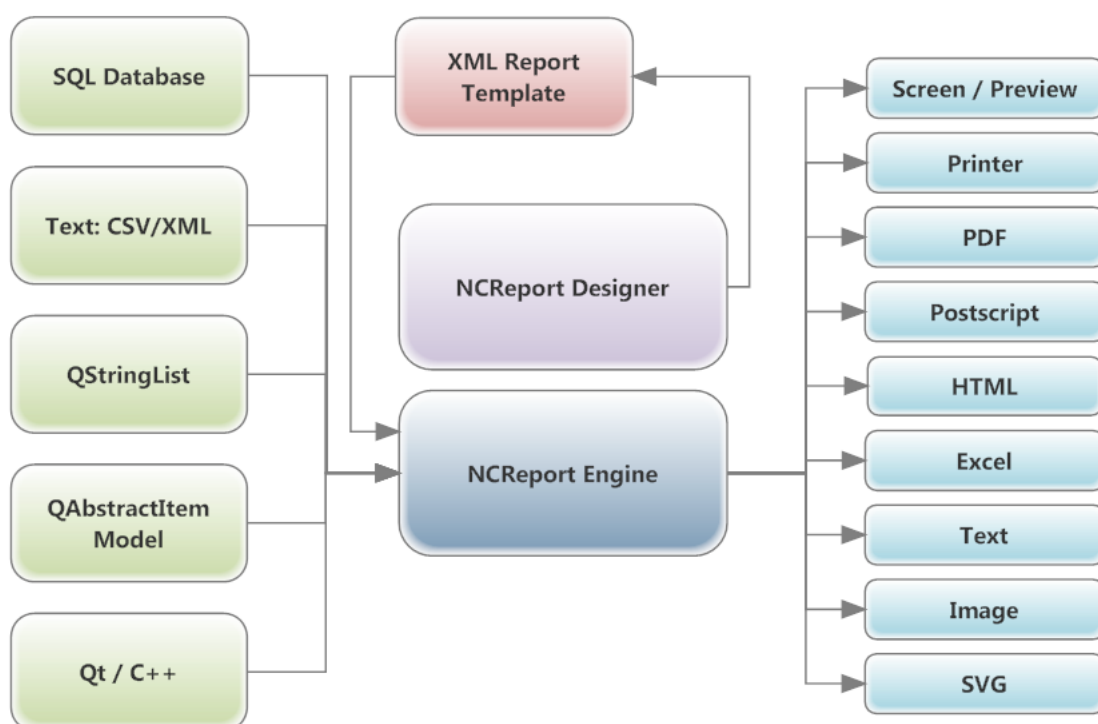 SQL Database
Text: CSV/XML
QStringList
QAbstractItem
Model
Qt / C++
XML Report
Template
NCReport Designer
NCReport Engine
Screen / Preview
Printer
PDF
Postscript
HTML
Excel
Text
Image
SVG